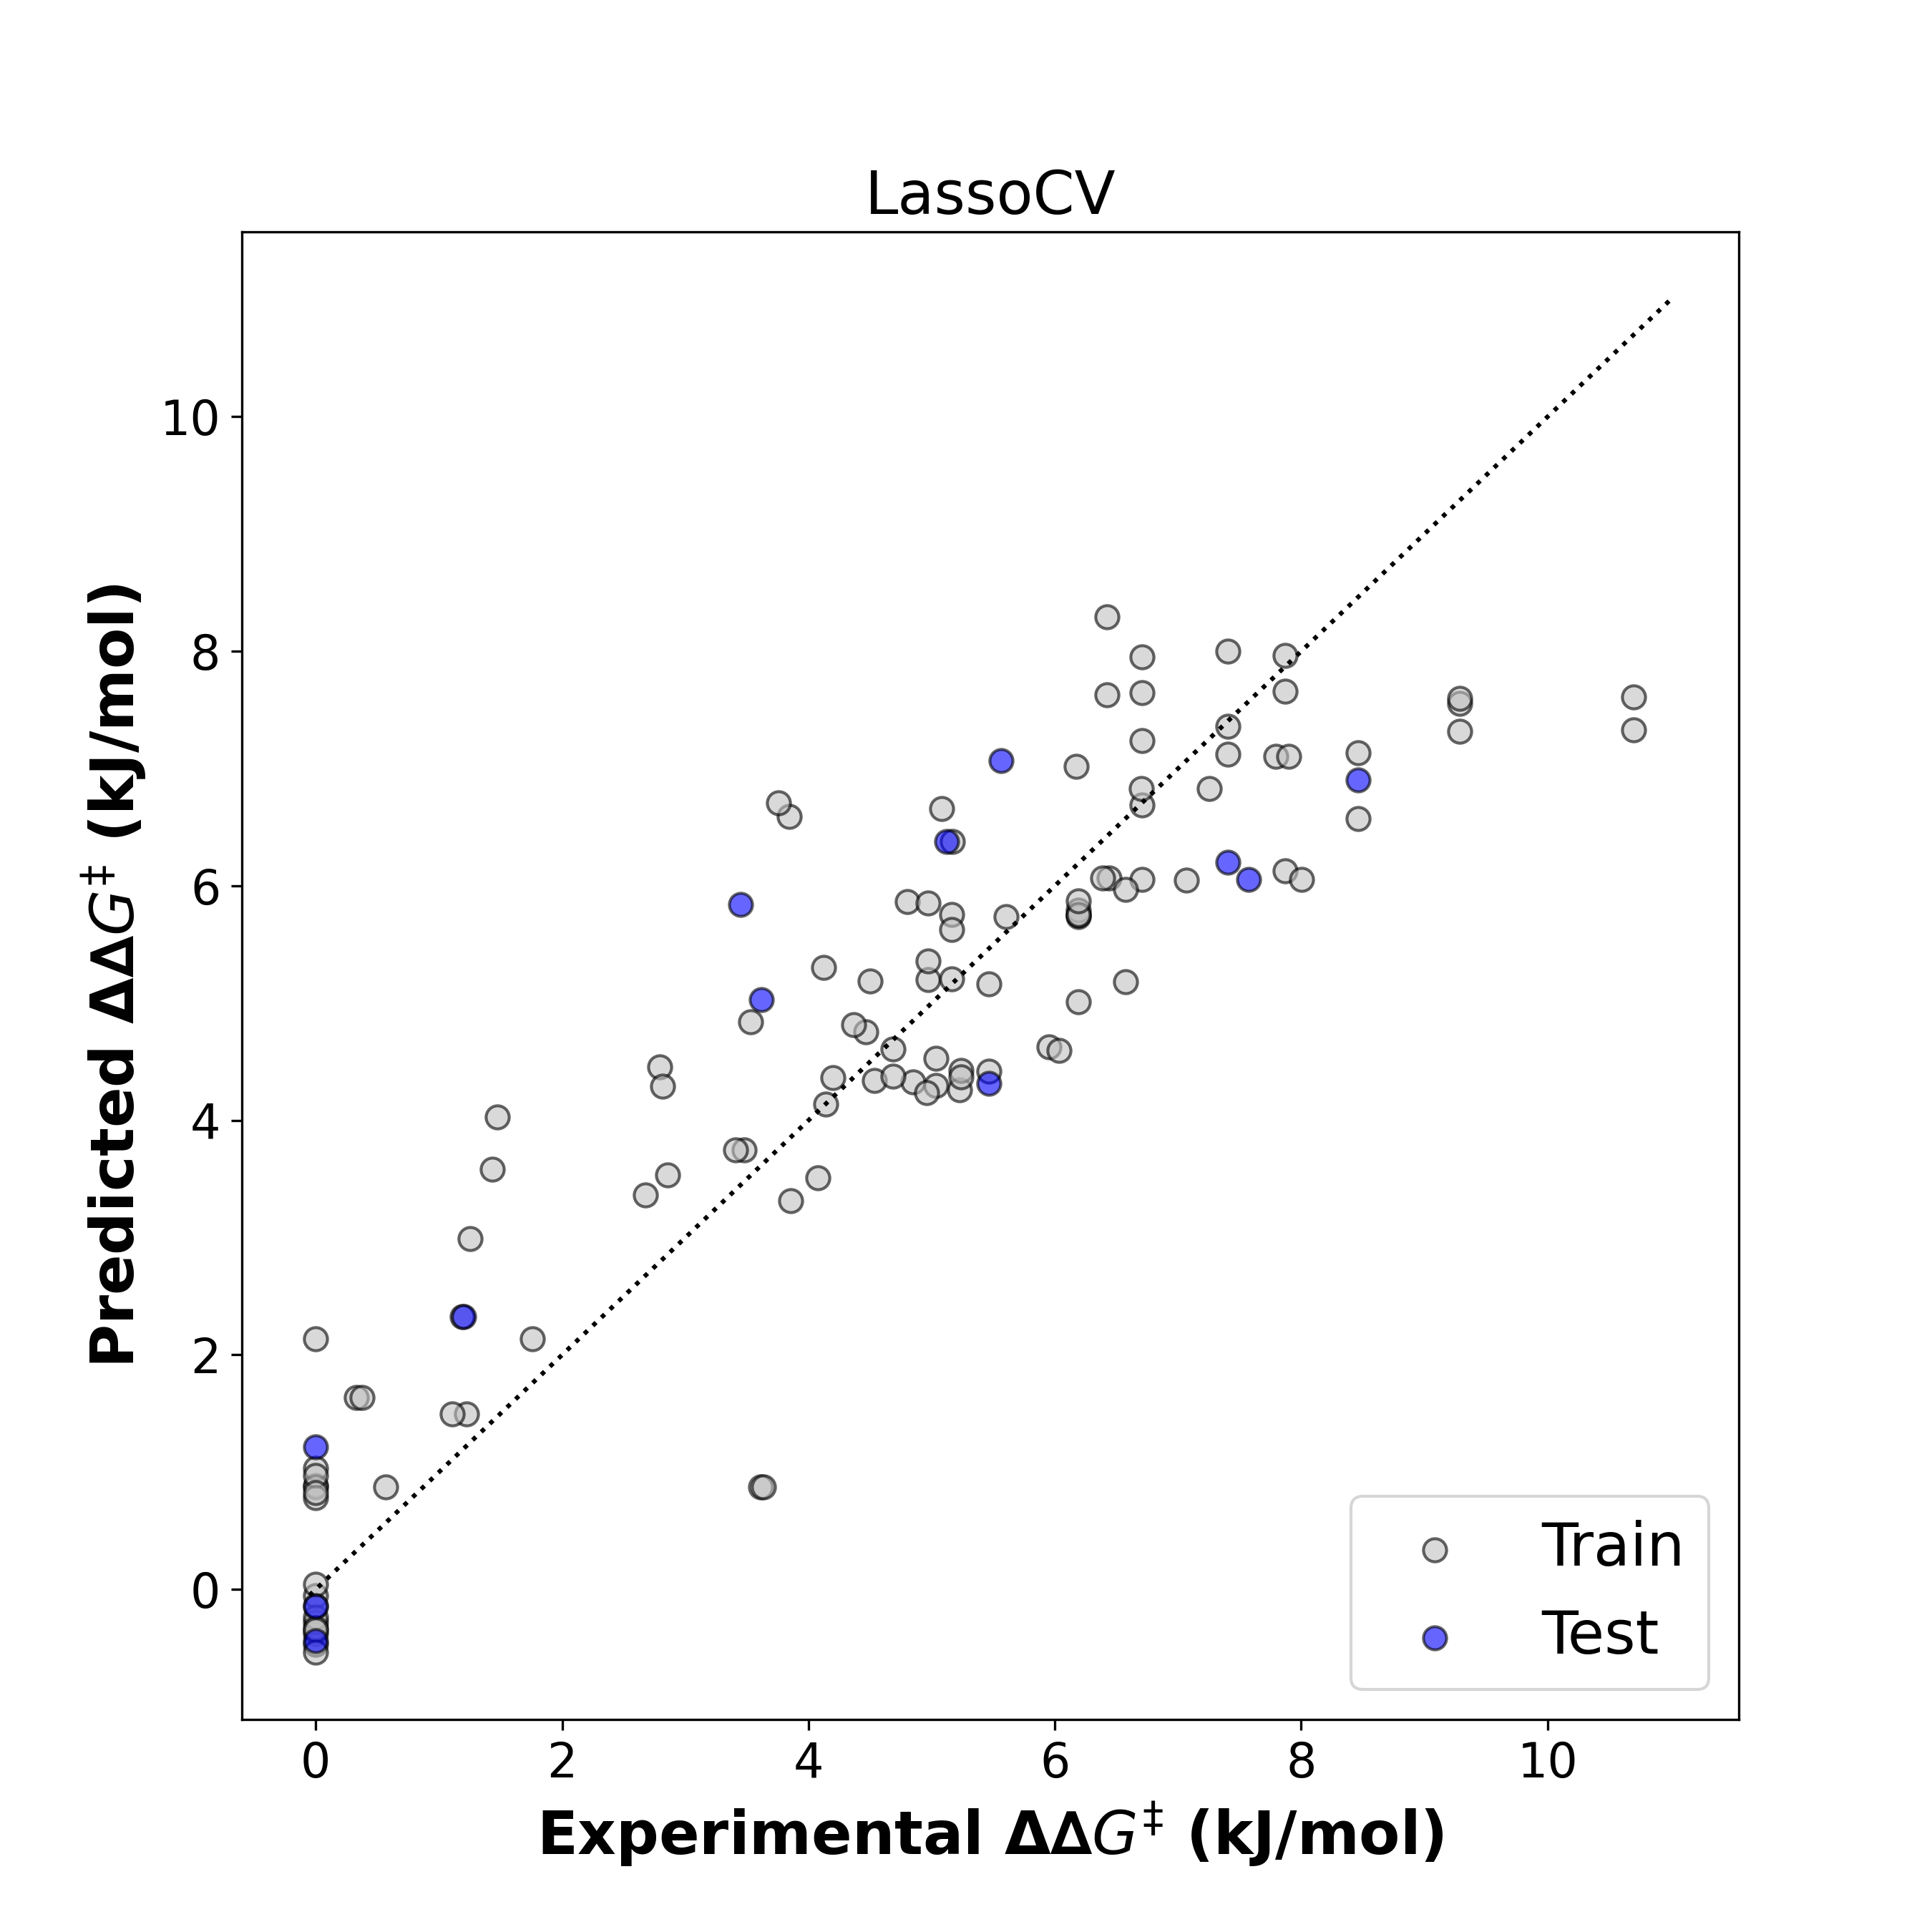 LassoCV
Predicted ΔΔG‡ (kJ/mol)
10
8
6
4
2
0
Train
Test
0 2 4 6 8 10
Experimental ΔΔG‡ (kJ/mol)